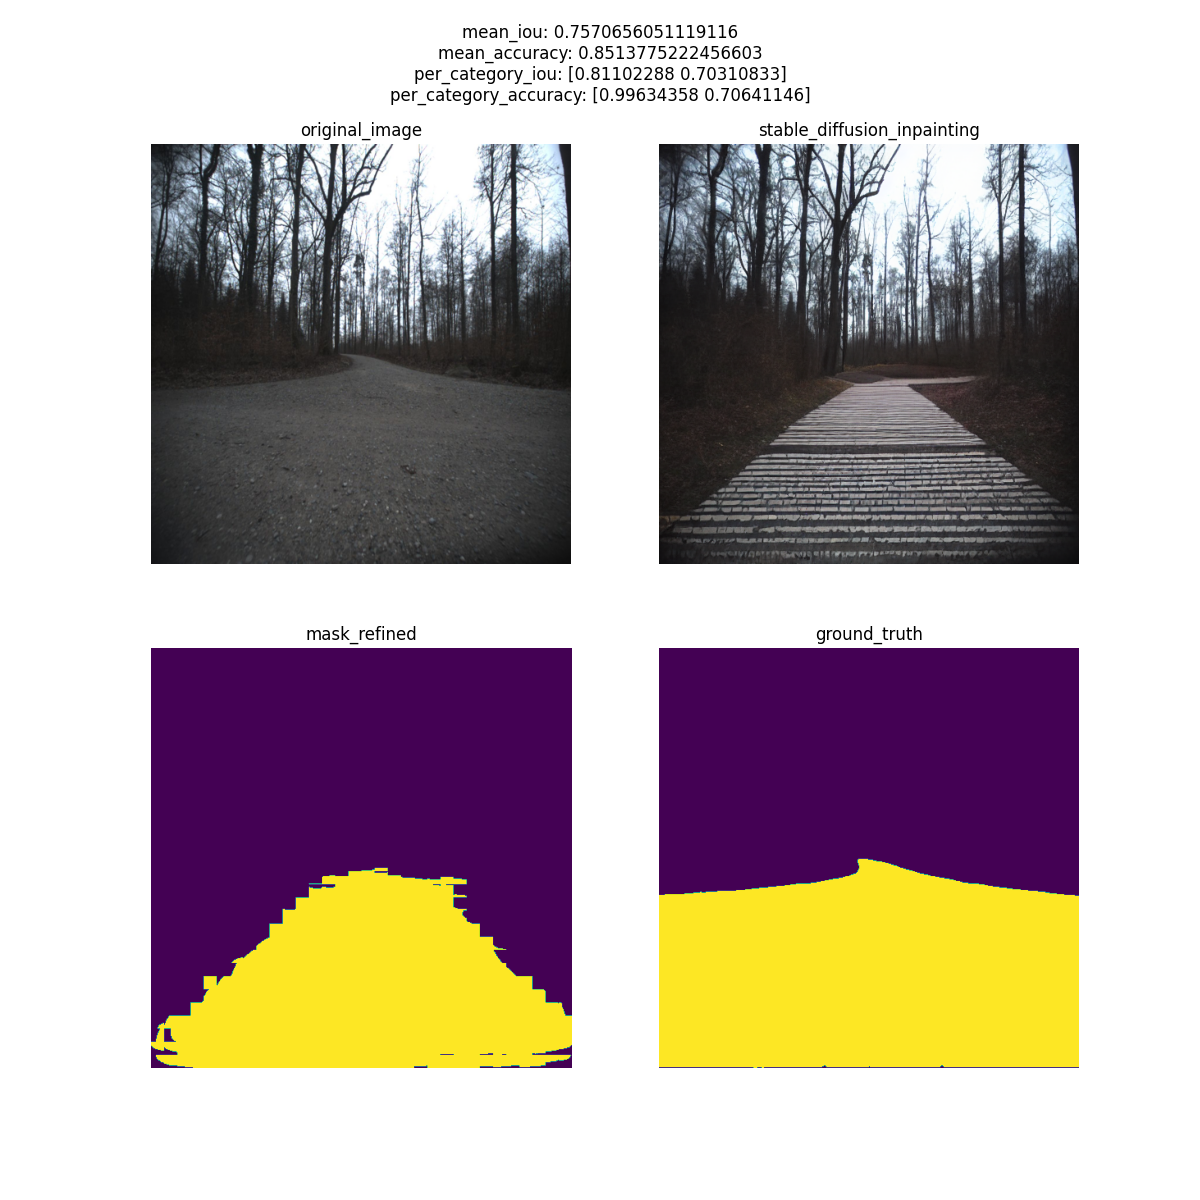 mean_iou: 0.7570656051119116
mean_accuracy: 0.8513775222456603
per_category_iou: [0.81102288 0.70310833]
per_category_accuracy: [0.99634358 0.70641146]
original_image
stable_diffusion_inpainting
mask_refined
ground_truth